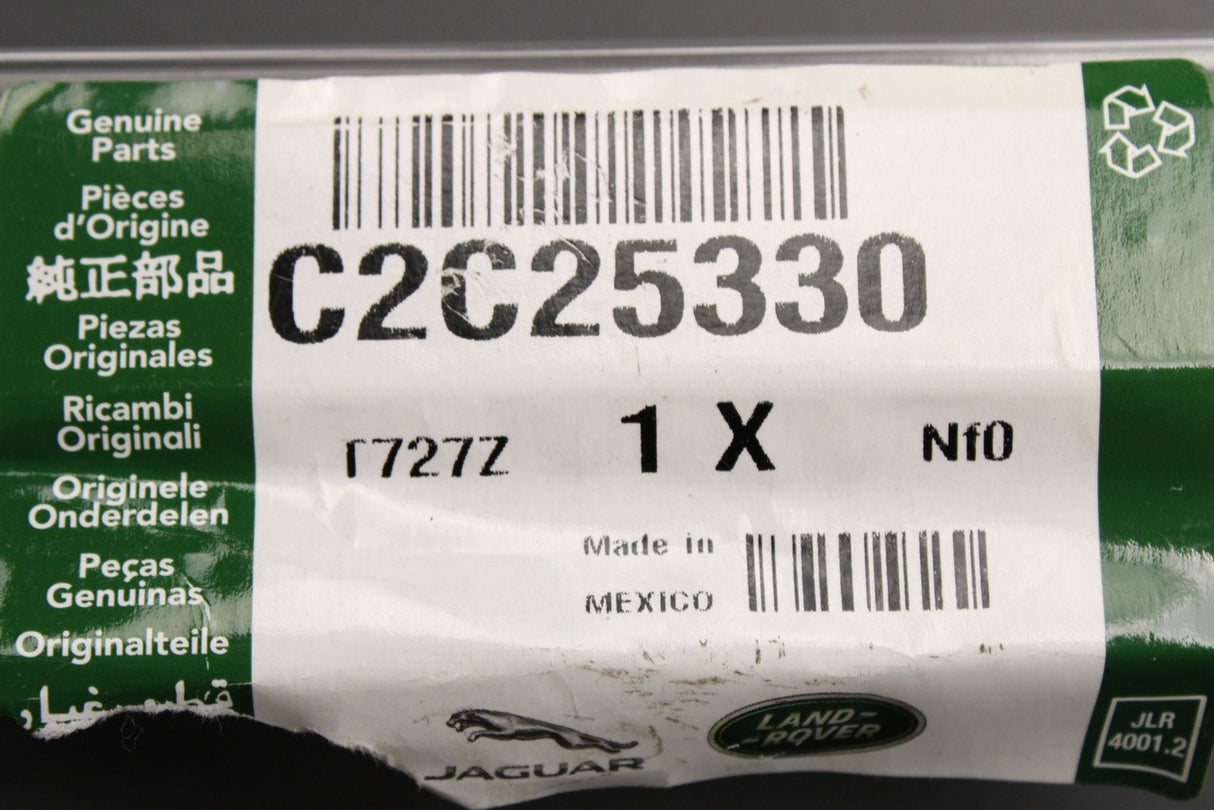 Genuine
Parts
Pièces
d'Origine
純正部品
Piezas
Originales
Ricambi
Originali
Originele
Onderdelen
Peças
Genuinas
Originalteile
C2C25330
1 X
Nf0
Made in
MEXICO
JAGUAR
LAND-
-ROVER
JLR
4001.2